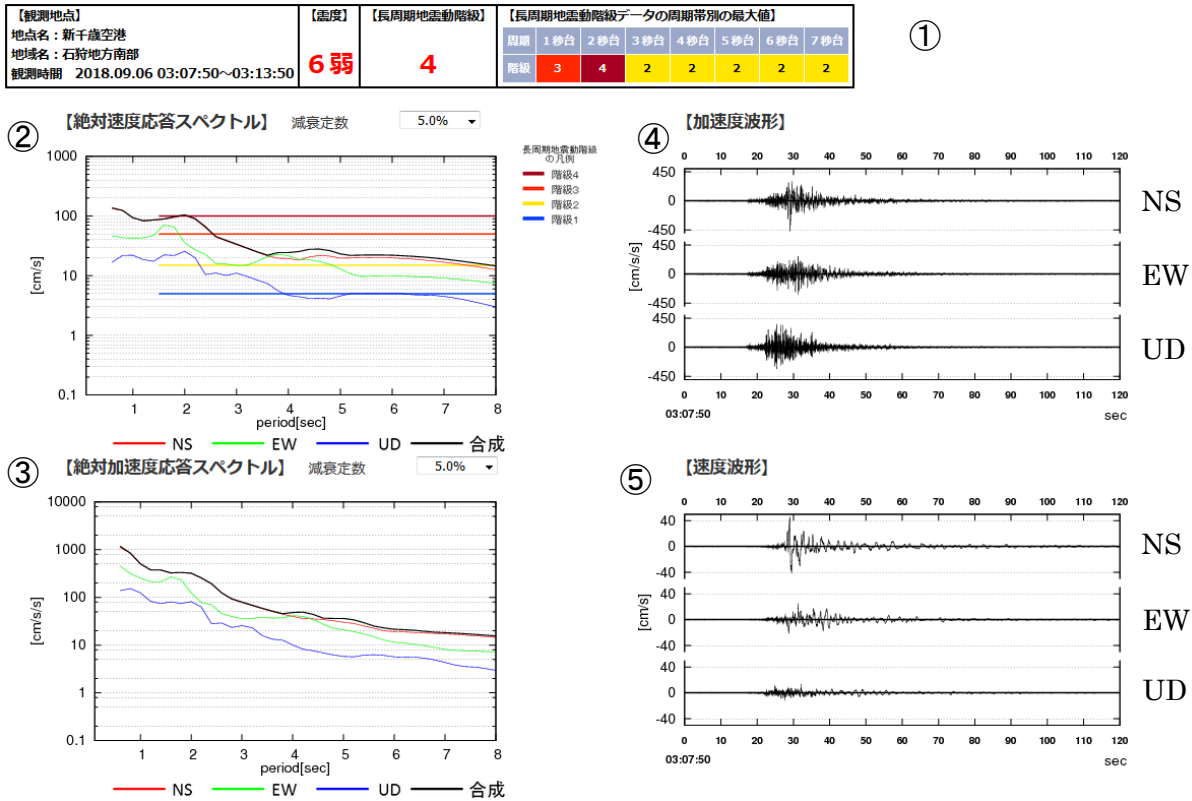 【観測地点】
地点名：新千歳空港
地域名：石狩地方南部
観測時間 2018.09.06 03:07:50～03:13:50
【震度】
6弱
【長周期地震動階級】
4
【長周期地震動階級データの周期帯別の最大値】
周期 1秒台 2秒台 3秒台 4秒台 5秒台 6秒台 7秒台
階級 3 4 2 2 2 2 2
①
②
【絶対速度応答スペクトル】 減衰定数 5.0%
1000
100
10
1
0.1
[cm/s]
1 2 3 4 5 6 7 8
period[sec]
NS EW UD 合成
長周期地震動階級
の凡例
階級4
階級3
階級2
階級1
③
【絶対加速度応答スペクトル】 減衰定数 5.0%
10000
1000
100
10
1
0.1
[cm/s/s]
1 2 3 4 5 6 7 8
period[sec]
NS EW UD 合成
④
【加速度波形】
0 10 20 30 40 50 60 70 80 90 100 110 120
450
0
-450
NS
450
0
-450
EW
[cm/s/s]
450
0
-450
UD
0 10 20 30 40 50 60 70 80 90 100 110 120
03:07:50
sec
⑤
【速度波形】
0 10 20 30 40 50 60 70 80 90 100 110 120
40
0
-40
NS
40
0
-40
EW
[cm/s]
40
0
-40
UD
0 10 20 30 40 50 60 70 80 90 100 110 120
03:07:50
sec